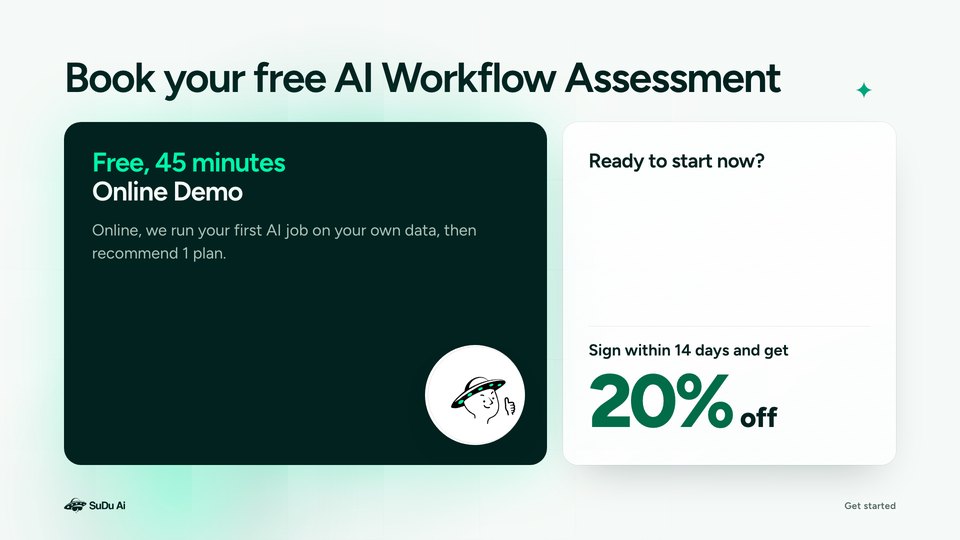 Book your free AI Workflow Assessment
Free, 45 minutes
Online Demo
Online, we run your first AI job on your own data, then
recommend 1 plan.
Ready to start now?
Sign within 14 days and get
20% off
SuDu Ai
Get started